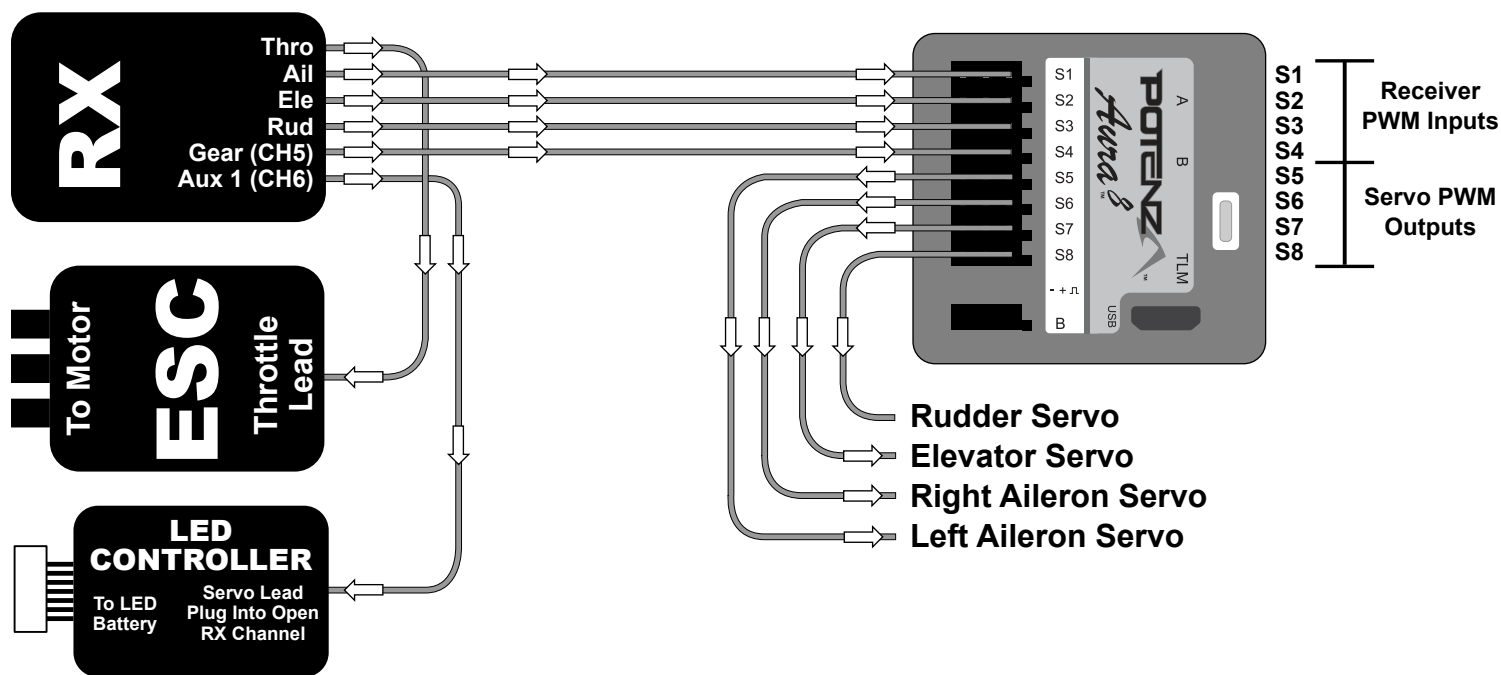 RX
Thro
Ail
Ele
Rud
Gear (CH5)
Aux 1 (CH6)
To Motor
ESC
Throttle
Lead
LED
CONTROLLER
To LED
Battery
Servo Lead
Plug Into Open
RX Channel
S1
S2
S3
S4
S5
S6
S7
S8
- + ⎍
B
POTENZA™
Aura 8™
A
B
TLM
USB
S1
S2
S3
S4
S5
S6
S7
S8
Receiver
PWM Inputs
Servo PWM
Outputs
Rudder Servo
Elevator Servo
Right Aileron Servo
Left Aileron Servo